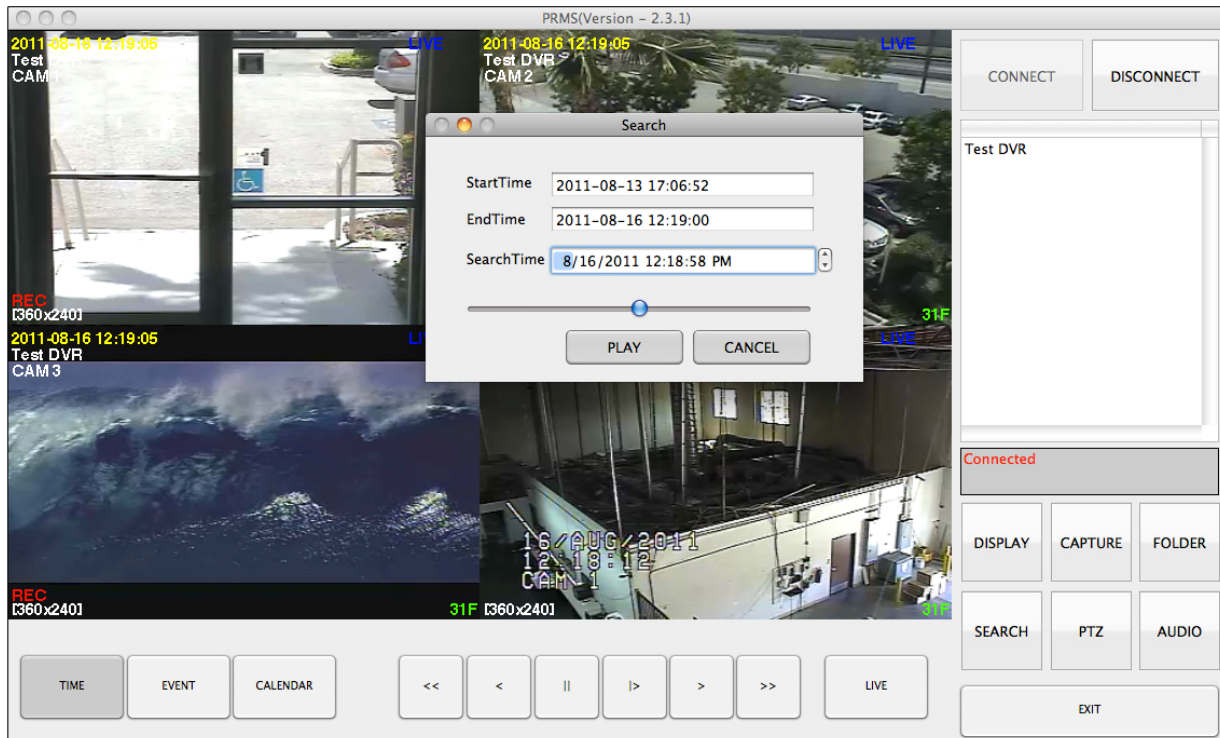 PRMS(Version – 2.3.1)
2011-08-16 12:19:05
LIVE
Test DVR
CAM 1
REC
[360x240]
2011-08-16 12:19:05
LIVE
Test DVR
CAM 2
31F
2011-08-16 12:19:05
Test DVR
CAM 3
REC
[360x240]
31F
LIVE
16/AUG/2011
12:18:12
CAM 1
[360x240]
31F
Search
StartTime
2011-08-13 17:06:52
EndTime
2011-08-16 12:19:00
SearchTime
8/16/2011 12:18:58 PM
PLAY
CANCEL
CONNECT
DISCONNECT
Test DVR
Connected
DISPLAY
CAPTURE
FOLDER
SEARCH
PTZ
AUDIO
TIME
EVENT
CALENDAR
<<
<
||
|>
>
>>
LIVE
EXIT